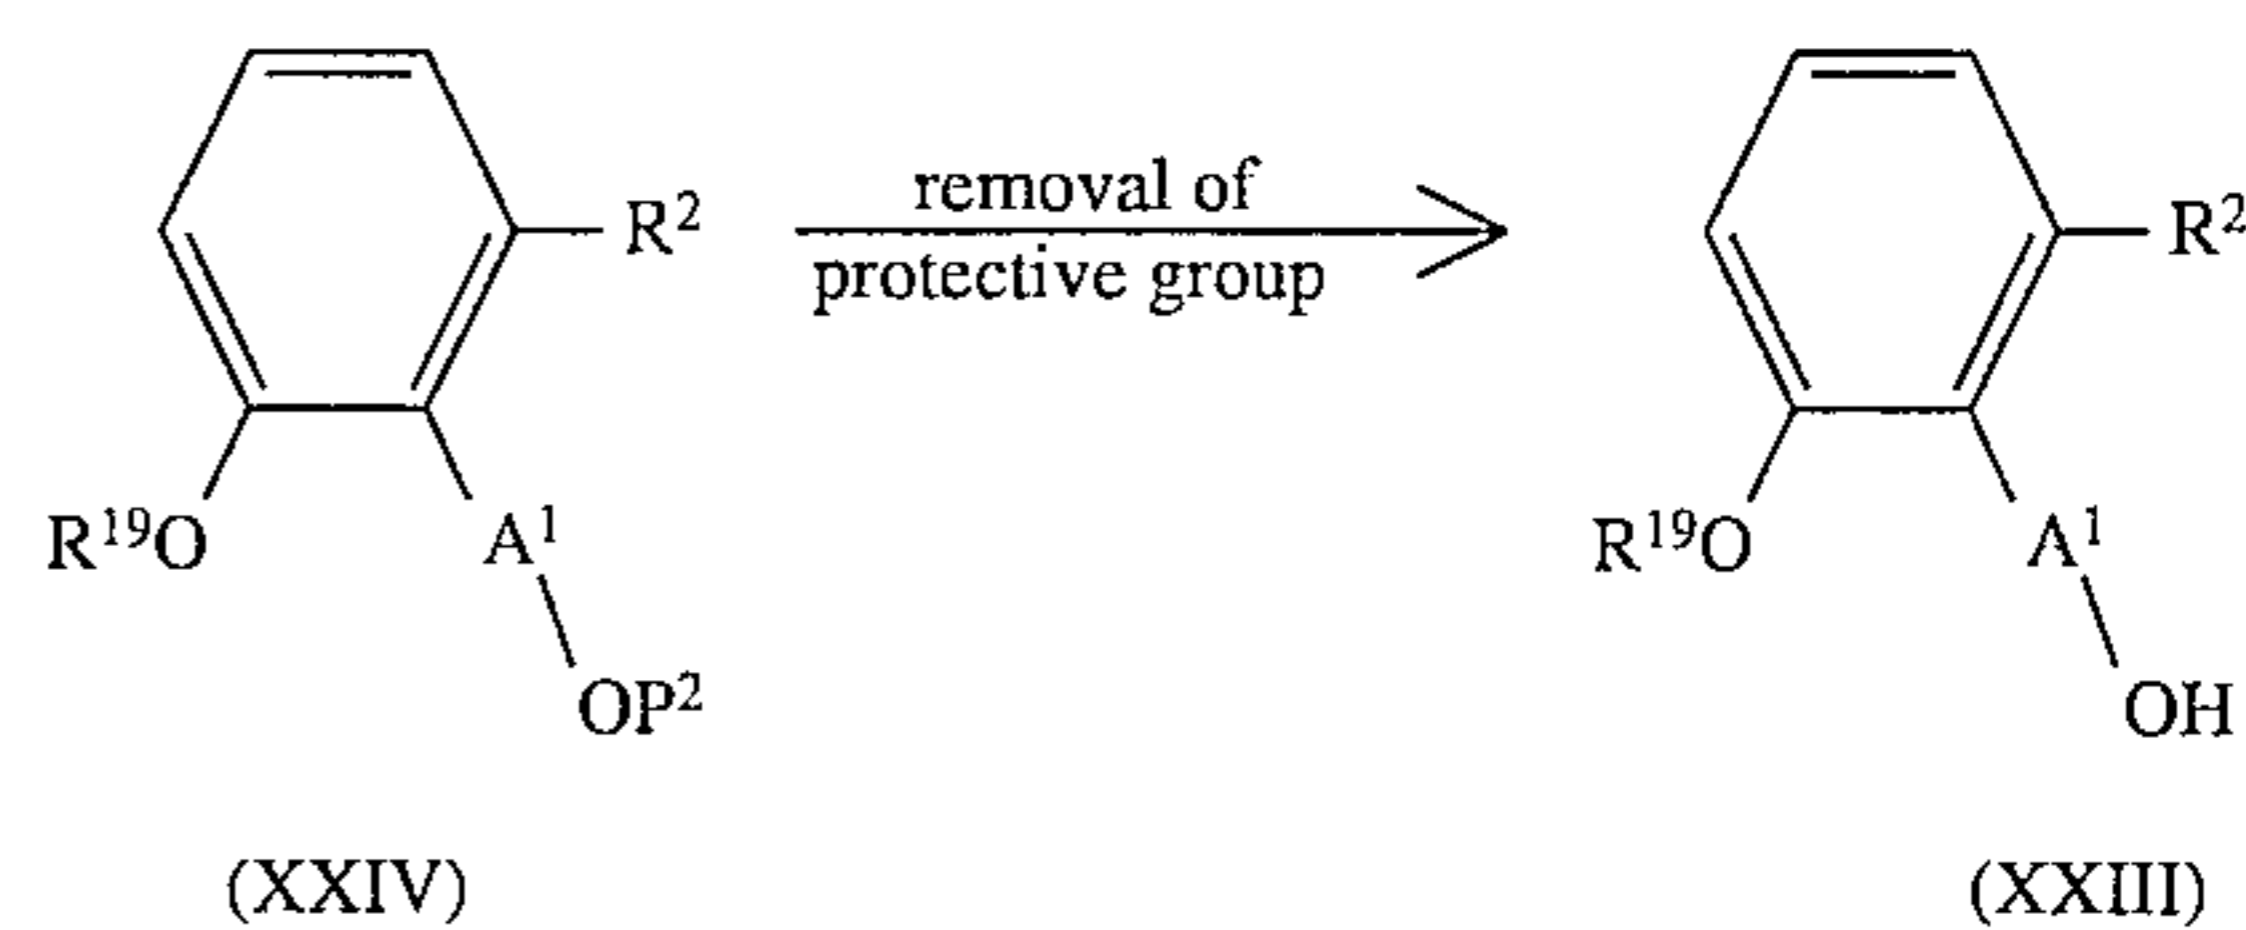 R² removal of R²
protective group
R¹⁹O A¹ R¹⁹O A¹
OP² OH
(XXIV) (XXIII)